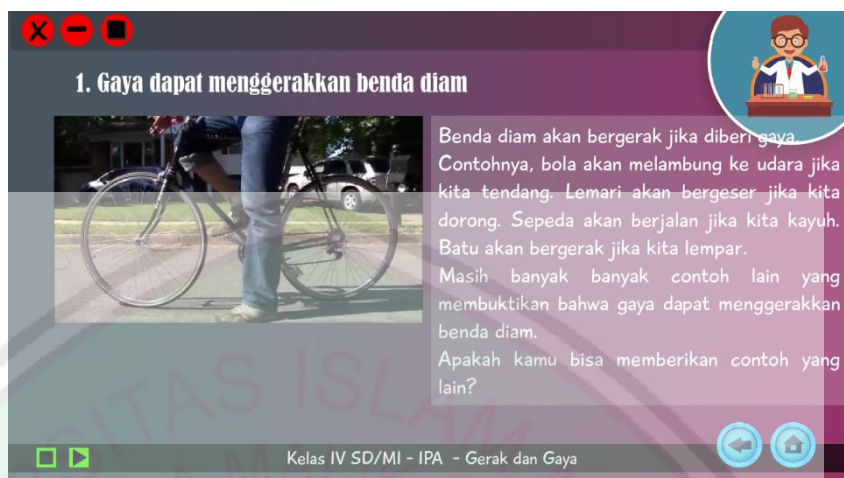 1. Gaya dapat menggerakkan benda diam
Benda diam akan bergerak jika diberi gaya.
Contohnya, bola akan melambung ke udara jika
kita tendang. Lemari akan bergeser jika kita
dorong. Sepeda akan berjalan jika kita kayuh.
Batu akan bergerak jika kita lempar.
Masih banyak banyak contoh lain yang
membuktikan bahwa gaya dapat menggerakkan
benda diam.
Apakah kamu bisa memberikan contoh yang
lain?
Kelas IV SD/MI - IPA - Gerak dan Gaya